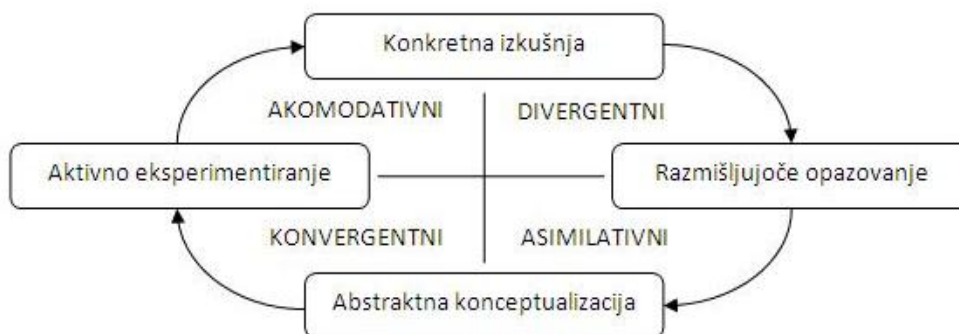 Konkretna izkušnja
AKOMODATIVNI
DIVERGENTNI
Aktivno eksperimentiranje
Razmišljujoče opazovanje
KONVERGENTNI
ASIMILATIVNI
Abstraktna konceptualizacija